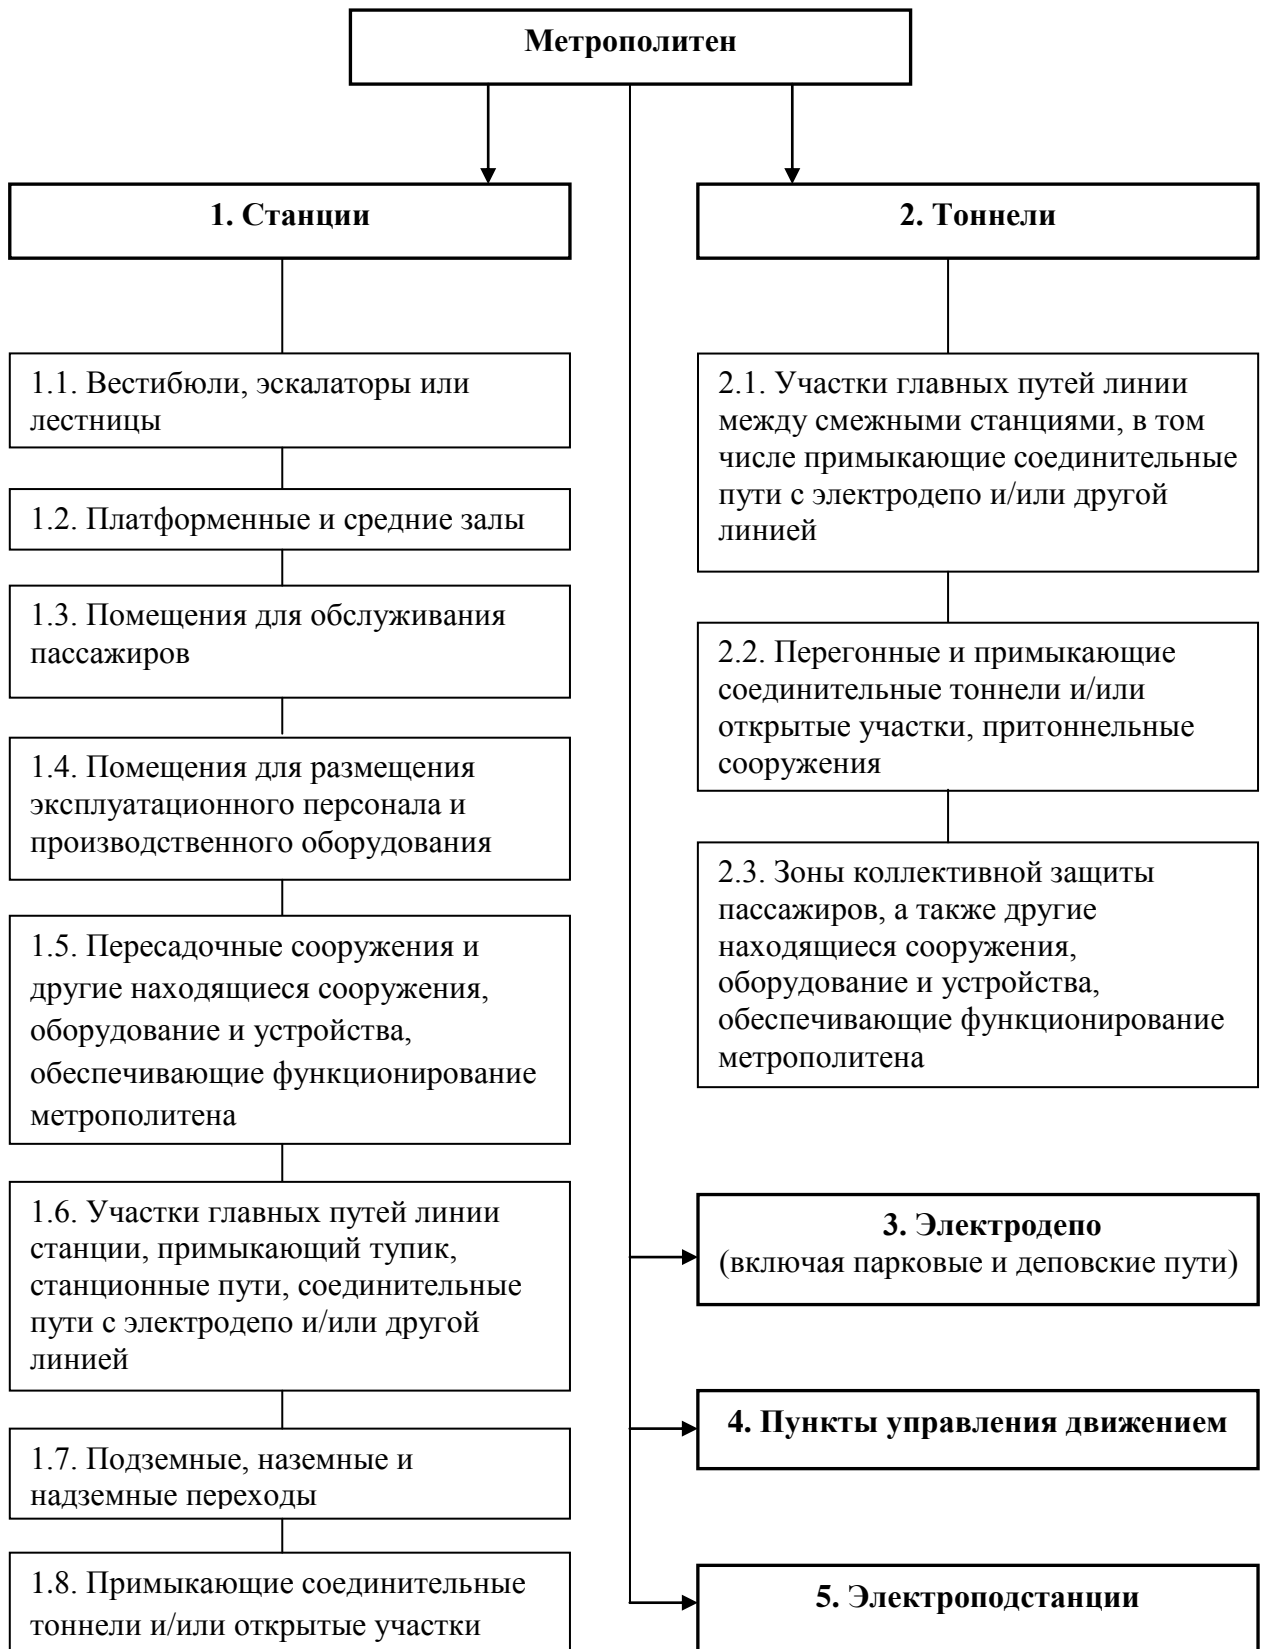 Метрополитен
1. Станции
1.1. Вестибюли, эскалаторы или
лестницы
1.2. Платформенные и средние залы
1.3. Помещения для обслуживания
пассажиров
1.4. Помещения для размещения
эксплуатационного персонала и
производственного оборудования
1.5. Пересадочные сооружения и
другие находящиеся сооружения,
оборудование и устройства,
обеспечивающие функционирование
метрополитена
1.6. Участки главных путей линии
станции, примыкающий тупик,
станционные пути, соединительные
пути с электродепо и/или другой
линией
1.7. Подземные, наземные и
надземные переходы
1.8. Примыкающие соединительные
тоннели и/или открытые участки
2. Тоннели
2.1. Участки главных путей линии
между смежными станциями, в том
числе примыкающие соединительные
пути с электродепо и/или другой
линией
2.2. Перегонные и примыкающие
соединительные тоннели и/или
открытые участки, притоннельные
сооружения
2.3. Зоны коллективной защиты
пассажиров, а также другие
находящиеся сооружения,
оборудование и устройства,
обеспечивающие функционирование
метрополитена
3. Электродепо
(включая парковые и деповские пути)
4. Пункты управления движением
5. Электроподстанции